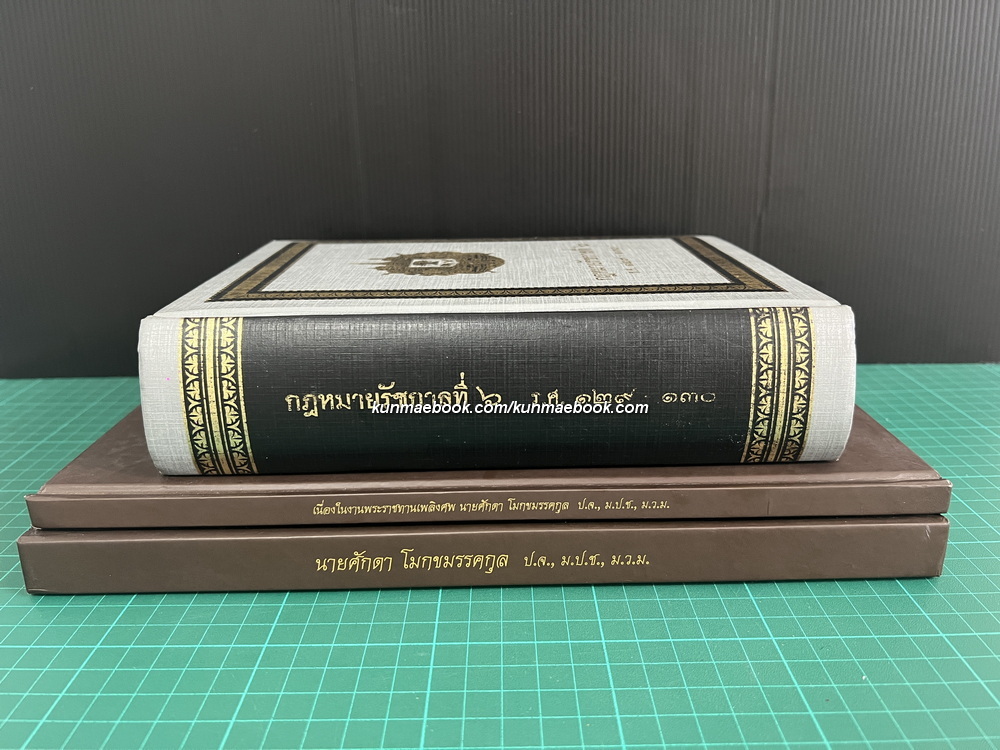 กฎหมายรัชกาลที่ ๖ ร.ศ. ๑๒๙ - ๑๓๐
kunmaebook.com/kunmaebook.com
เนื่องในงานพระราชทานเพลิงศพ นายศักดา โมกขมรรคกุล ป.จ., ม.ป.ช., ม.ว.ม.
นายศักดา โมกขมรรคกุล ป.จ., ม.ป.ช., ม.ว.ม.